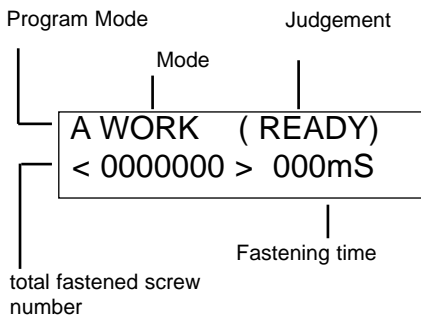 Program Mode
Judgement
Mode
A WORK ( READY)
< 0000000 > 000mS
Fastening time
total fastened screw
number